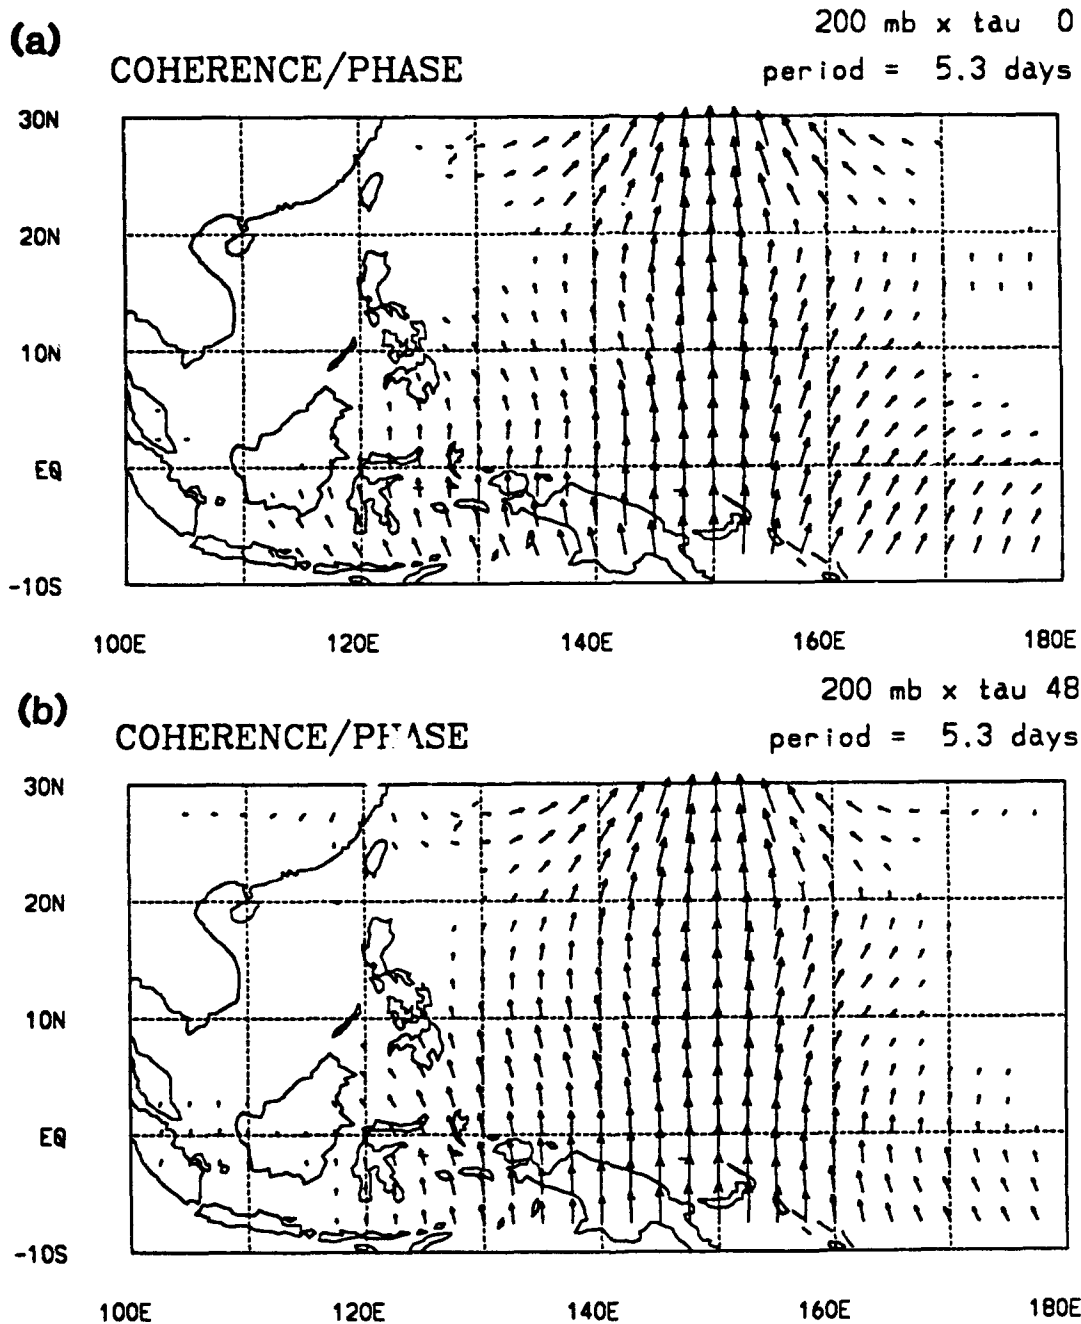 (a)
200 mb x tau 0
COHERENCE/PHASE
period = 5.3 days
30N
20N
10N
EQ
-10S
100E 120E 140E 160E 180E
(b)
200 mb x tau 48
COHERENCE/PHASE
period = 5.3 days
30N
20N
10N
EQ
-10S
100E 120E 140E 160E 180E